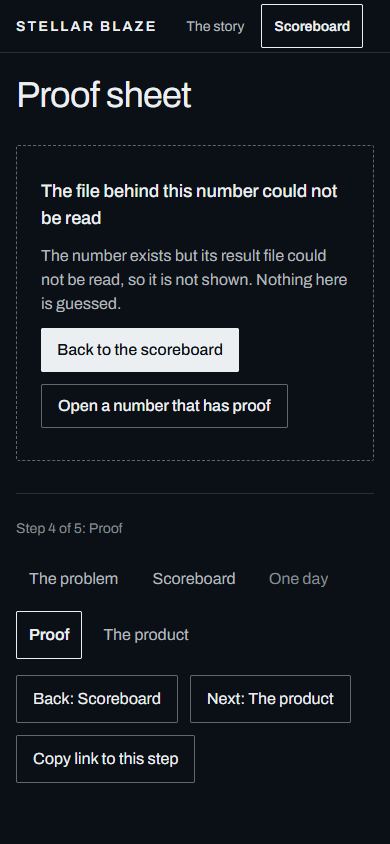 STELLAR BLAZE The story Scoreboard
Proof sheet
The file behind this number could not
be read
The number exists but its result file could
not be read, so it is not shown. Nothing here
is guessed.
Back to the scoreboard
Open a number that has proof
Step 4 of 5: Proof
The problem Scoreboard One day
Proof The product
Back: Scoreboard Next: The product
Copy link to this step